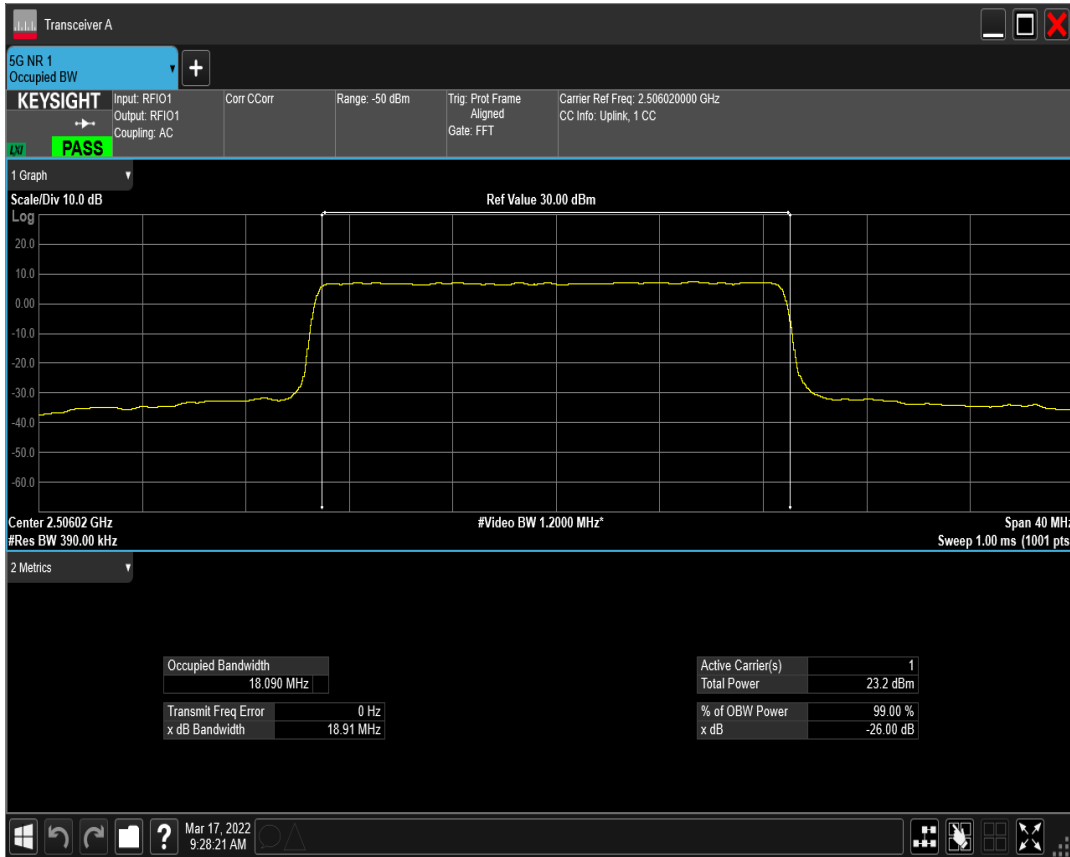 Transceiver A
5G NR 1
Occupied BW
+
KEYSIGHT
LXI
PASS
Input: RFIO1
Output: RFIO1
Coupling: AC
Corr CCorr
Range: -50 dBm
Trig: Prot Frame
Aligned
Gate: FFT
Carrier Ref Freq: 2.506020000 GHz
CC Info: Uplink, 1 CC
1 Graph
Scale/Div 10.0 dB
Ref Value 30.00 dBm
Log
20.0
10.0
0.00
-10.0
-20.0
-30.0
-40.0
-50.0
-60.0
Center 2.50602 GHz
#Video BW 1.2000 MHz*
Span 40 MHz
#Res BW 390.00 kHz
Sweep 1.00 ms (1001 pts
2 Metrics
Occupied Bandwidth
18.090 MHz
Transmit Freq Error 0 Hz
x dB Bandwidth 18.91 MHz
Active Carrier(s) 1
Total Power 23.2 dBm
% of OBW Power 99.00 %
x dB -26.00 dB
?
Mar 17, 2022
9:28:21 AM